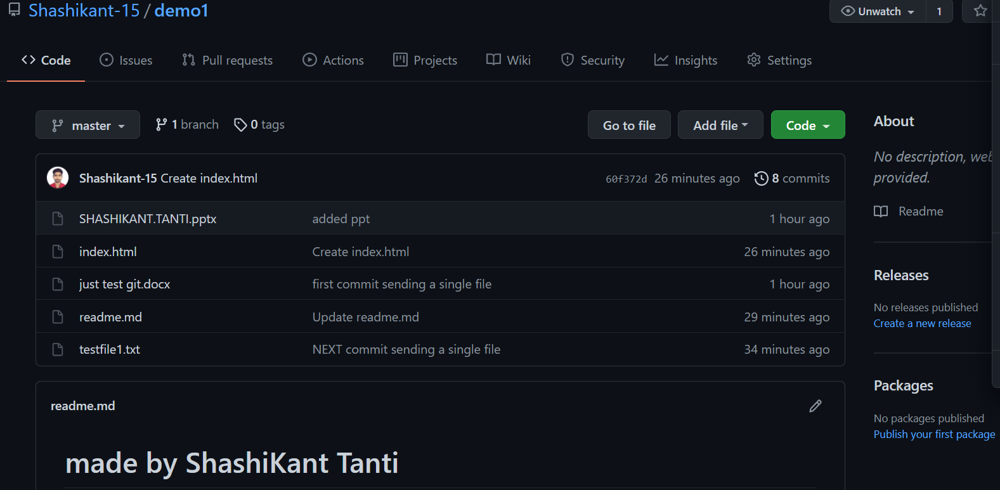 Shashikant-15 / demo1
Unwatch 1
Code Issues Pull requests Actions Projects Wiki Security Insights Settings
master 1 branch 0 tags Go to file Add file Code
Shashikant-15 Create index.html 60f372d 26 minutes ago 8 commits
SHASHIKANT.TANTI.pptx added ppt 1 hour ago
index.html Create index.html 26 minutes ago
just test git.docx first commit sending a single file 1 hour ago
readme.md Update readme.md 29 minutes ago
testfile1.txt NEXT commit sending a single file 34 minutes ago
readme.md
made by ShashiKant Tanti
About
No description, web
provided.
Readme
Releases
No releases published
Create a new release
Packages
No packages published
Publish your first package